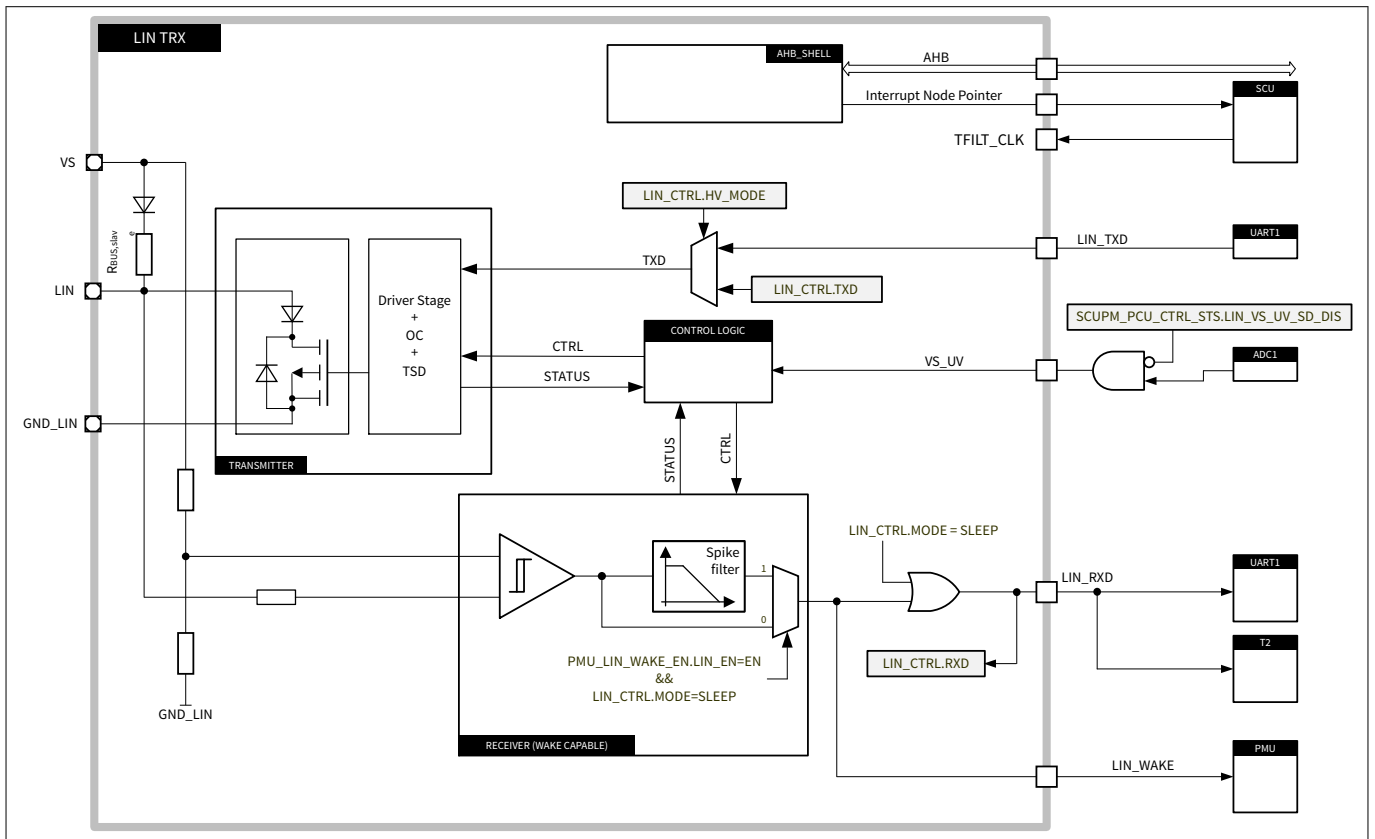 LIN TRX
AHB_SHELL
AHB
SCU
Interrupt Node Pointer
TFILT_CLK
VS
LIN_CTRL.HV_MODE
RBUS,slav
e
LIN_TXD
UART1
TXD
LIN
LIN_CTRL.TXD
Driver Stage
+
OC
+
TSD
SCUPM_PCU_CTRL_STS.LIN_VS_UV_SD_DIS
CONTROL LOGIC
CTRL
VS_UV
ADC1
STATUS
GND_LIN
TRANSMITTER
STATUS
CTRL
LIN_CTRL.MODE = SLEEP
Spike
filter
1
0
LIN_RXD
UART1
T2
PMU_LIN_WAKE_EN.LIN_EN=EN
&&
LIN_CTRL.MODE=SLEEP
LIN_CTRL.RXD
GND_LIN
RECEIVER (WAKE CAPABLE)
LIN_WAKE
PMU